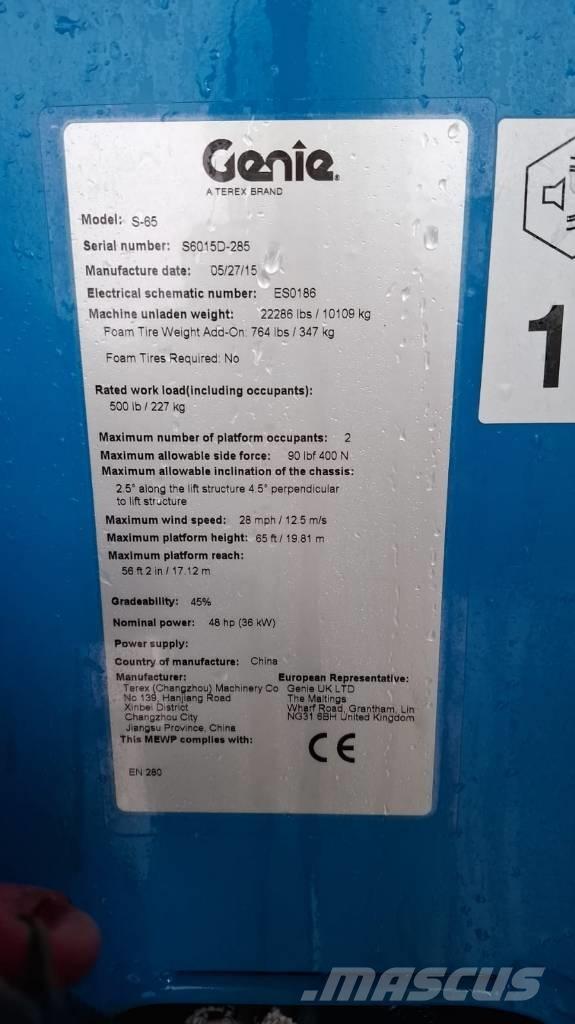 Genie.
A TEREX BRAND
Model: S-65
Serial number: S6015D-285
Manufacture date: 05/27/15
Electrical schematic number: ES0186
Machine unladen weight: 22286 lbs / 10109 kg
Foam Tire Weight Add-On: 764 lbs / 347 kg
Foam Tires Required: No
Rated work load(including occupants):
500 lb / 227 kg
Maximum number of platform occupants: 2
Maximum allowable side force: 90 lbf 400 N
Maximum allowable inclination of the chassis:
2.5° along the lift structure 4.5° perpendicular
to lift structure
Maximum wind speed: 28 mph / 12.5 m/s
Maximum platform height: 65 ft / 19.81 m
Maximum platform reach:
56 ft 2 in / 17.12 m
Gradeability: 45%
Nominal power: 48 hp (36 kW)
Power supply:
Country of manufacture: China
Manufacturer:
Terex (Changzhou) Machinery Co
No 139, Hanjiang Road
Xinbei District
Changzhou City
Jiangsu Province, China
European Representative:
Genie UK LTD
The Maltings
Wharf Road, Grantham, Lin
NG31 6BH United Kingdom
This MEWP complies with:
CE
EN 280
1
MASCUS